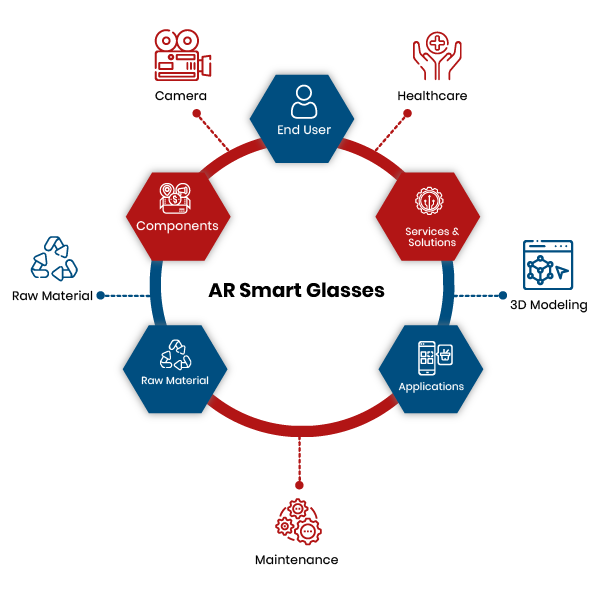 Camera
Healthcare
End User
Components
Services &
Solutions
Raw Material
AR Smart Glasses
3D Modeling
Raw Material
Applications
Maintenance